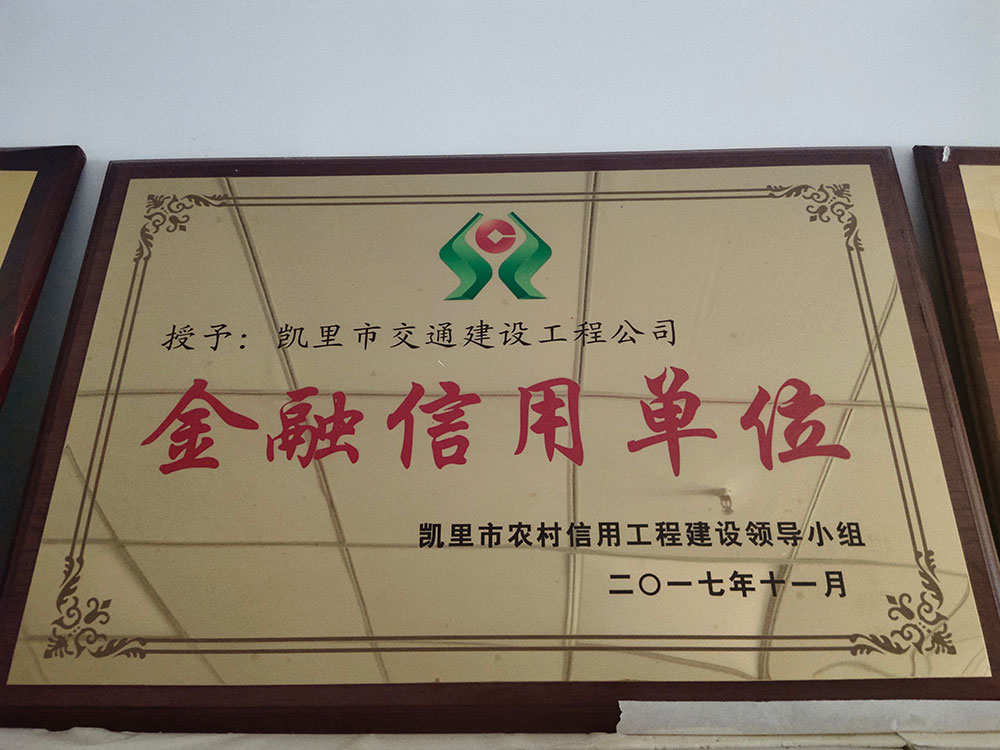 授予：凯里市交通建设工程公司
金融信用单位
凯里市农村信用工程建设领导小组
二〇一七年十一月